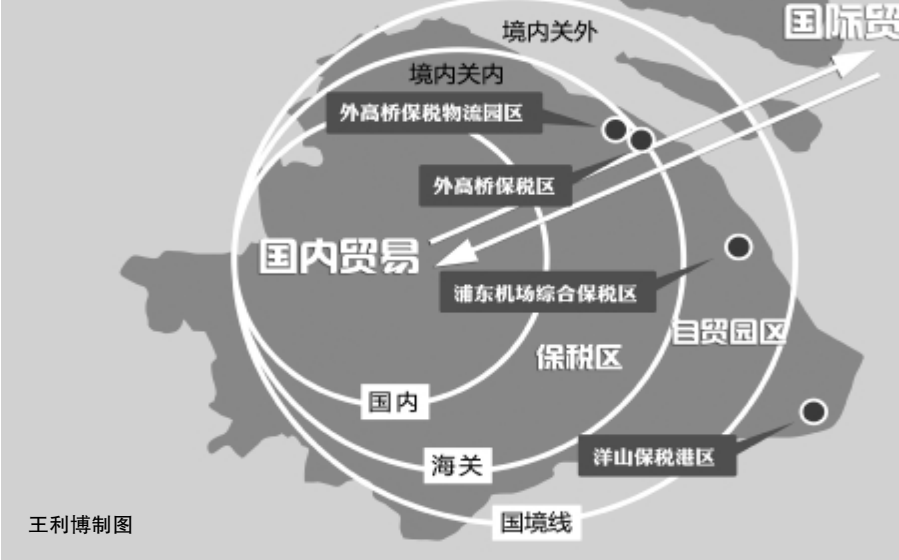 国际贸
境内关外
境内关内
外高桥保税物流园区
外高桥保税区
国内贸易
浦东机场综合保税区
自贸园区
保税区
国内
洋山保税港区
海关
国境线
王利博制图